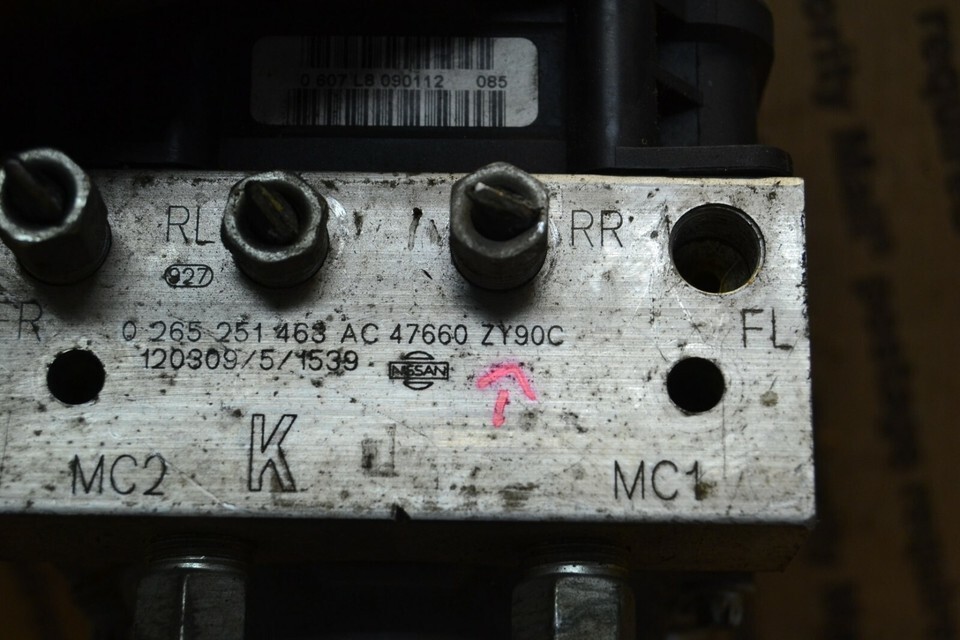 0 607 L8 090112 085
RL
RR
927
FR
0 265 251 463 AC 47660 ZY90C
FL
120309/5/1539
NISSAN
K
MC2
MC1